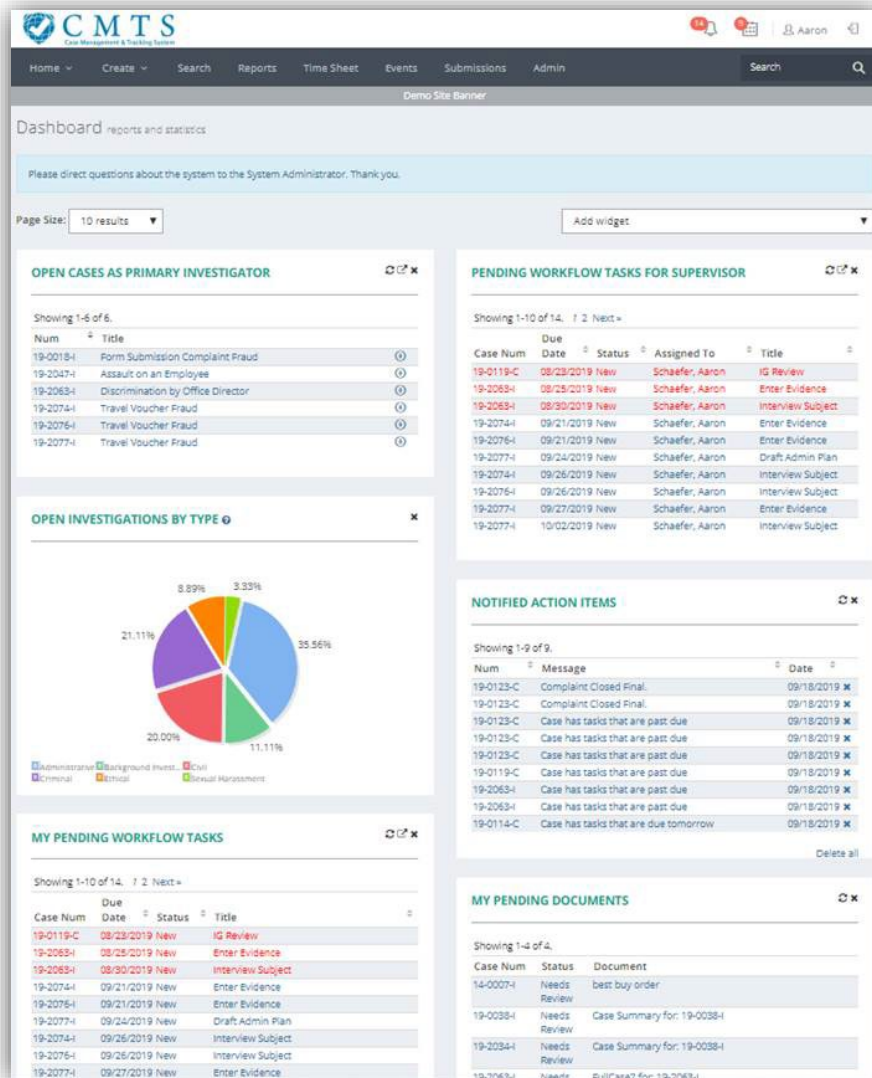 CMTS
Case Management & Tracking System
14
Aaron
Home Create Search Reports Time Sheet Events Submissions Admin Search
Demo Site Banner
Dashboard reports and statistics
Please direct questions about the system to the System Administrator. Thank you.
Page Size: 10 results
Add widget
OPEN CASES AS PRIMARY INVESTIGATOR
Showing 1-6 of 6.
Num Title
19-0018-I Form Submission Complaint Fraud
19-2047-I Assault on an Employee
19-2063-I Discrimination by Office Director
19-2074-I Travel Voucher Fraud
19-2076-I Travel Voucher Fraud
19-2077-I Travel Voucher Fraud
OPEN INVESTIGATIONS BY TYPE
8.89% 3.33%
21.11% 35.56%
20.00% 11.11%
Administrative Background Invest... Civil
Criminal Ethical Sexual Harassment
MY PENDING WORKFLOW TASKS
Showing 1-10 of 14. 1 2 Next »
Case Num Due Date Status Title
19-0119-C 08/23/2019 New IG Review
19-2063-I 08/25/2019 New Enter Evidence
19-2063-I 08/30/2019 New Interview Subject
19-2074-I 09/21/2019 New Enter Evidence
19-2076-I 09/21/2019 New Enter Evidence
19-2077-I 09/24/2019 New Draft Admin Plan
19-2074-I 09/26/2019 New Interview Subject
19-2076-I 09/26/2019 New Interview Subject
19-2077-I 09/27/2019 New Enter Evidence
PENDING WORKFLOW TASKS FOR SUPERVISOR
Showing 1-10 of 14. 1 2 Next »
Case Num Due Date Status Assigned To Title
19-0119-C 08/23/2019 New Schaefer, Aaron IG Review
19-2063-I 08/25/2019 New Schaefer, Aaron Enter Evidence
19-2063-I 08/30/2019 New Schaefer, Aaron Interview Subject
19-2074-I 09/21/2019 New Schaefer, Aaron Enter Evidence
19-2076-I 09/21/2019 New Schaefer, Aaron Enter Evidence
19-2077-I 09/24/2019 New Schaefer, Aaron Draft Admin Plan
19-2074-I 09/26/2019 New Schaefer, Aaron Interview Subject
19-2076-I 09/26/2019 New Schaefer, Aaron Interview Subject
19-2077-I 09/27/2019 New Schaefer, Aaron Enter Evidence
19-2077-I 10/02/2019 New Schaefer, Aaron Interview Subject
NOTIFIED ACTION ITEMS
Showing 1-9 of 9.
Num Message Date
19-0123-C Complaint Closed Final. 09/18/2019
19-0123-C Complaint Closed Final. 09/18/2019
19-0123-C Case has tasks that are past due 09/18/2019
19-0123-C Case has tasks that are past due 09/18/2019
19-0123-C Case has tasks that are past due 09/18/2019
19-0119-C Case has tasks that are past due 09/18/2019
19-2063-I Case has tasks that are past due 09/18/2019
19-2063-I Case has tasks that are past due 09/18/2019
19-0114-C Case has tasks that are due tomorrow 09/18/2019
Delete all
MY PENDING DOCUMENTS
Showing 1-4 of 4.
Case Num Status Document
14-0007-I Needs Review best buy order
19-0038-I Needs Review Case Summary for: 19-0038-I
19-2034-I Needs Review Case Summary for: 19-0038-I
19-2063-I Needs FullCase7 for: 19-2063-I